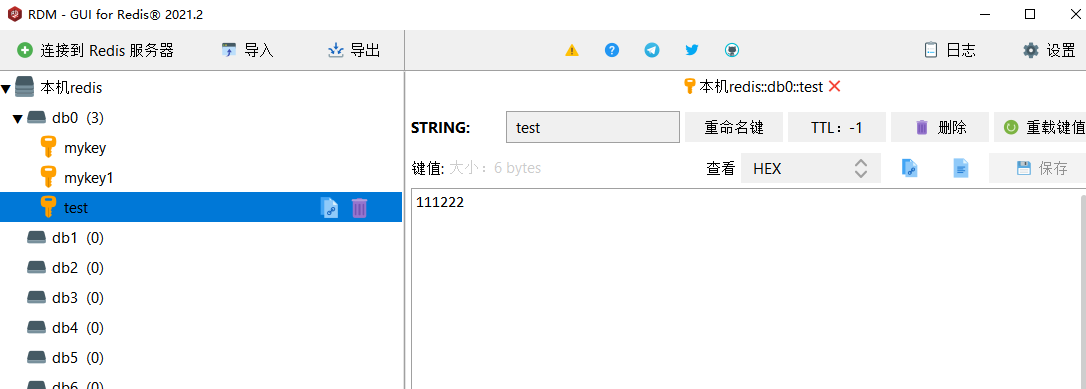 RDM - GUI for Redis® 2021.2
连接到 Redis 服务器 导入 导出 日志 设置
本机redis
db0 (3)
mykey
mykey1
test
db1 (0)
db2 (0)
db3 (0)
db4 (0)
db5 (0)
db6 (0)
本机redis::db0::test
STRING: test 重命名键 TTL：-1 删除 重载键值
键值: 大小：6 bytes 查看 HEX 保存
111222